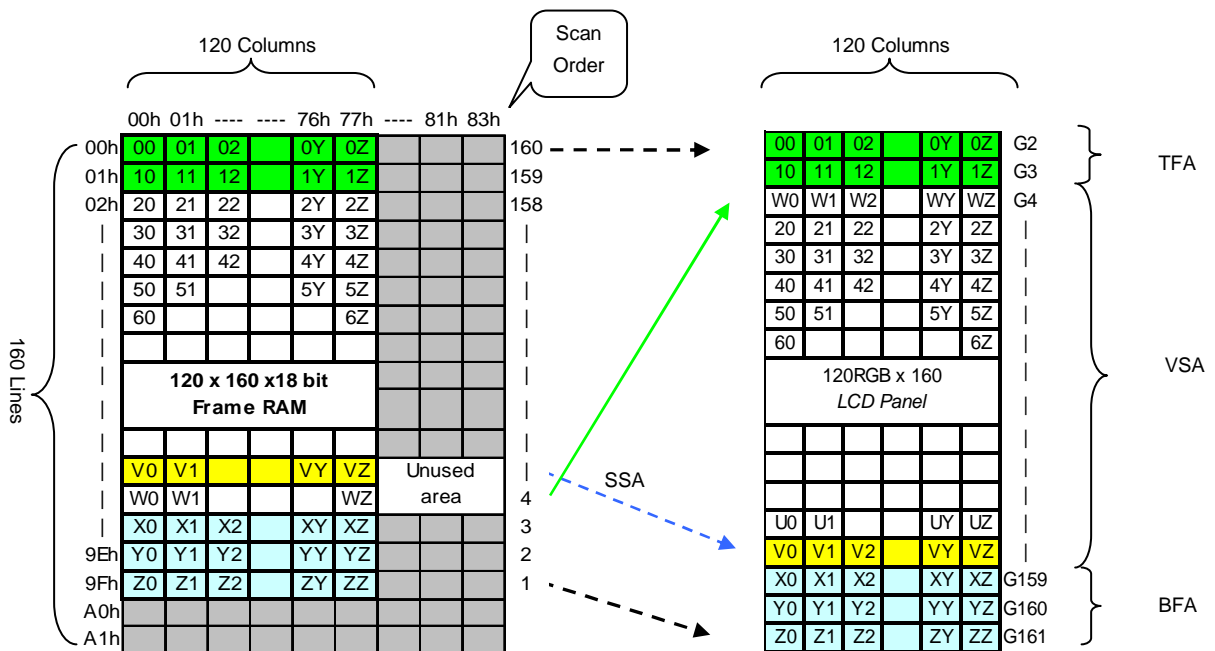 Scan
Order
120 Columns
120 Columns
00h 01h ---- ---- 76h 77h ---- 81h 83h
00h 00 01 02 0Y 0Z 160 00 01 02 0Y 0Z G2
01h 10 11 12 1Y 1Z 159 10 11 12 1Y 1Z G3
TFA
02h 20 21 22 2Y 2Z 158 W0 W1 W2 WY WZ G4
30 31 32 3Y 3Z 20 21 22 2Y 2Z
40 41 42 4Y 4Z 30 31 32 3Y 3Z
50 51 5Y 5Z 40 41 42 4Y 4Z
60 6Z 50 51 5Y 5Z
60 6Z
160 Lines
120 x 160 x18 bit
Frame RAM
120RGB x 160
LCD Panel
VSA
V0 V1 VY VZ Unused
SSA
W0 W1 WZ area 4
X0 X1 X2 XY XZ 3 U0 U1 UY UZ
9Eh Y0 Y1 Y2 YY YZ 2 V0 V1 V2 VY VZ
9Fh Z0 Z1 Z2 ZY ZZ 1 X0 X1 X2 XY XZ G159
A0h Y0 Y1 Y2 YY YZ G160
BFA
A1h Z0 Z1 Z2 ZY ZZ G161